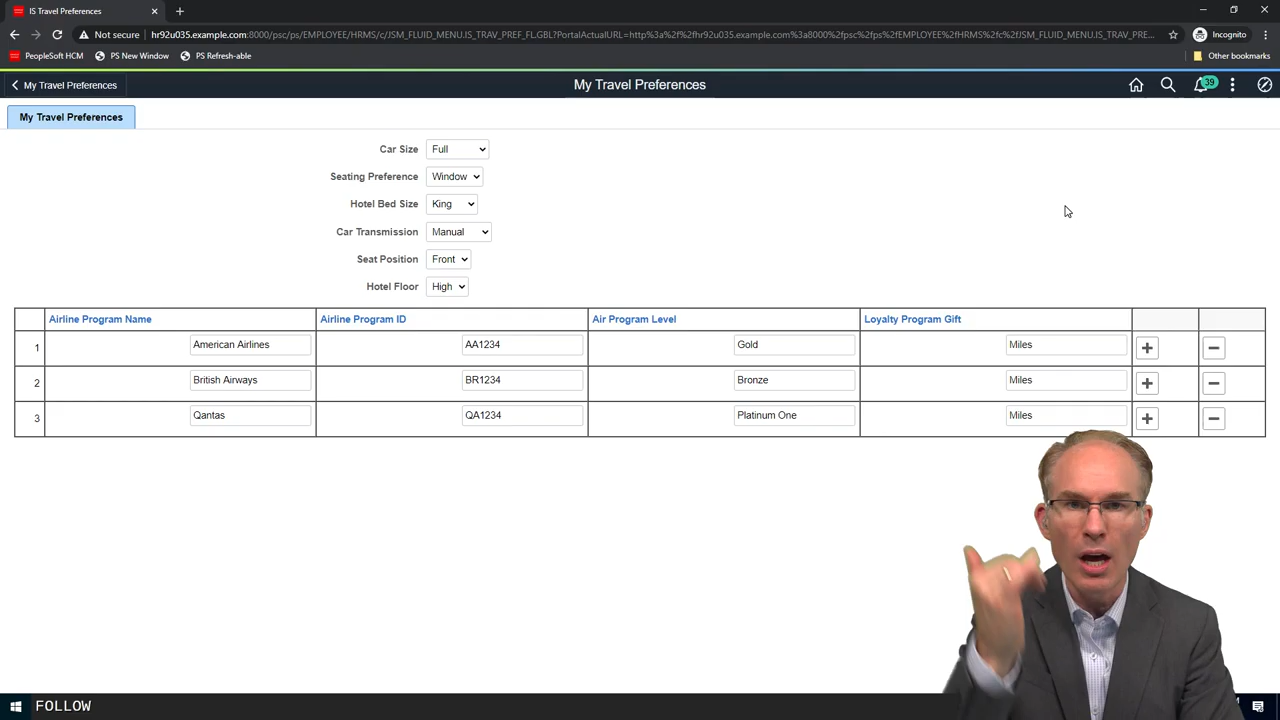 IS Travel Preferences
Not secure hr92u035.example.com:8000/psc/ps/EMPLOYEE/HRMS/c/JSM_FLUID_MENU.IS_TRAV_PREF_FL.GBL?PortalActualURL=http%3a%2f%2fhr92u035.example.com%3a8000%2fpsc%2fps%2fEMPLOYEE%2fHRMS%2fc%2fJSM_FLUID_MENU.IS_TRAV_PRE... Incognito
PeopleSoft HCM PS New Window PS Refresh-able Other bookmarks
My Travel Preferences My Travel Preferences 39
My Travel Preferences
Car Size Full
Seating Preference Window
Hotel Bed Size King
Car Transmission Manual
Seat Position Front
Hotel Floor High
Airline Program Name Airline Program ID Air Program Level Loyalty Program Gift
1 American Airlines AA1234 Gold Miles
2 British Airways BR1234 Bronze Miles
3 Qantas QA1234 Platinum One Miles
FOLLOW